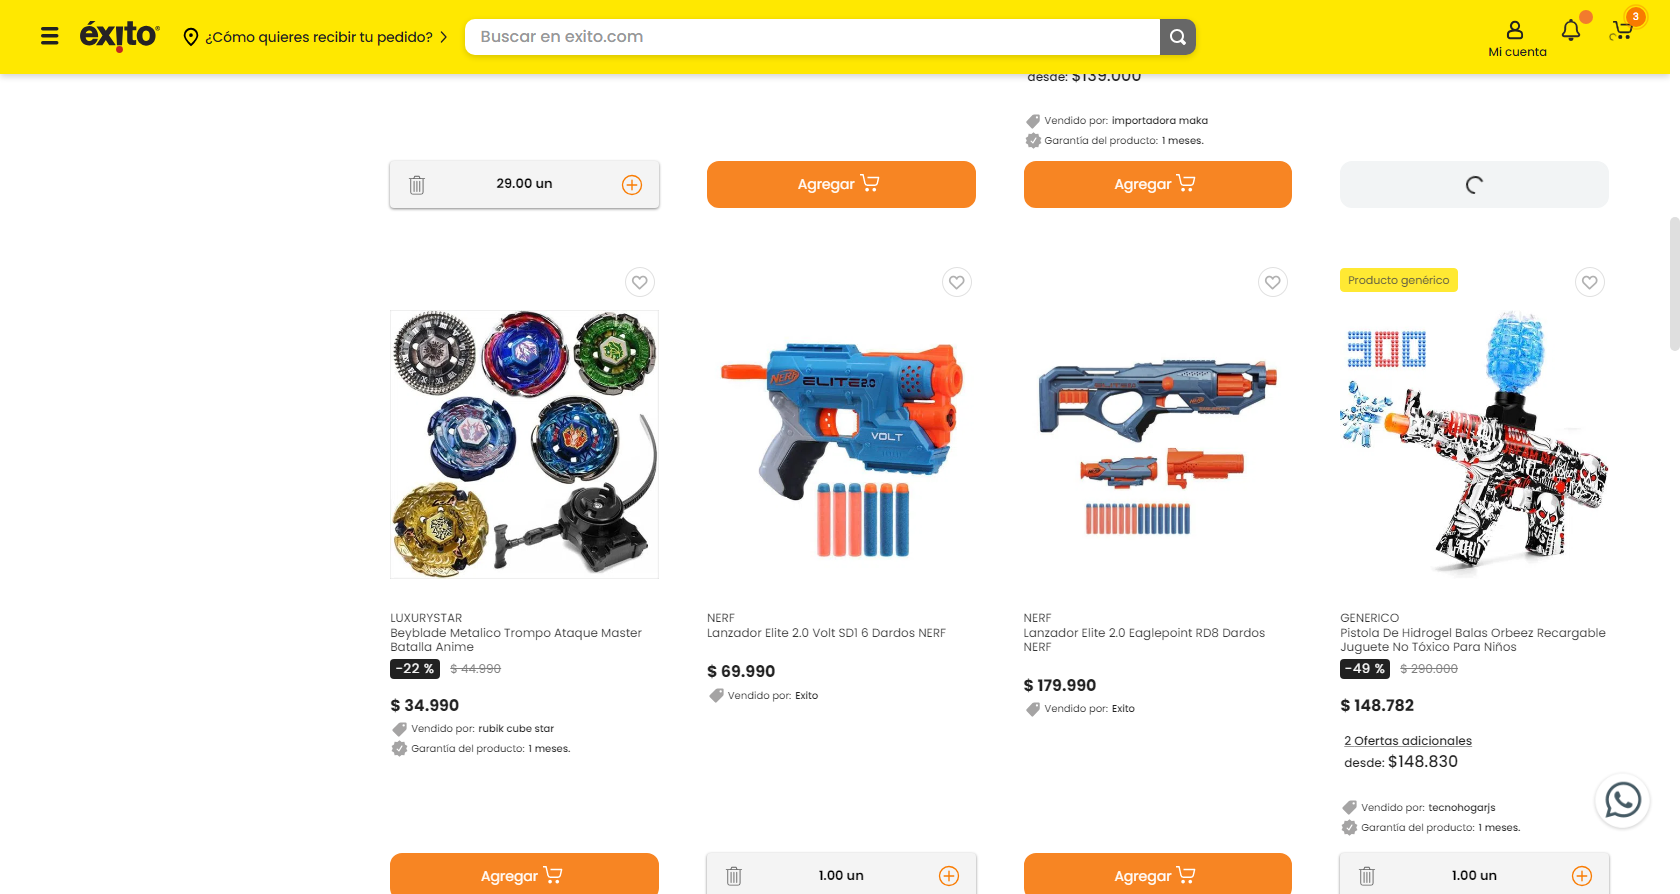 éxito
¿Cómo quieres recibir tu pedido?
Buscar en exito.com
Mi cuenta
3
desde: $139.000
Vendido por: importadora maka
Garantía del producto: 1 meses.
29.00 un
Agregar
Agregar
Producto genérico
300
NERF ELITE 2.0
VOLT
LUXURYSTAR
Beyblade Metalico Trompo Ataque Master
Batalla Anime
-22 % $ 44.990
$ 34.990
Vendido por: rubik cube star
Garantía del producto: 1 meses.
NERF
Lanzador Elite 2.0 Volt SD1 6 Dardos NERF
$ 69.990
Vendido por: Exito
NERF
Lanzador Elite 2.0 Eaglepoint RD8 Dardos
NERF
$ 179.990
Vendido por: Exito
GENERICO
Pistola De Hidrogel Balas Orbeez Recargable
Juguete No Tóxico Para Niños
-49 % $ 290.000
$ 148.782
2 Ofertas adicionales
desde: $148.830
Vendido por: tecnohogarjs
Garantía del producto: 1 meses.
Agregar
1.00 un
Agregar
1.00 un